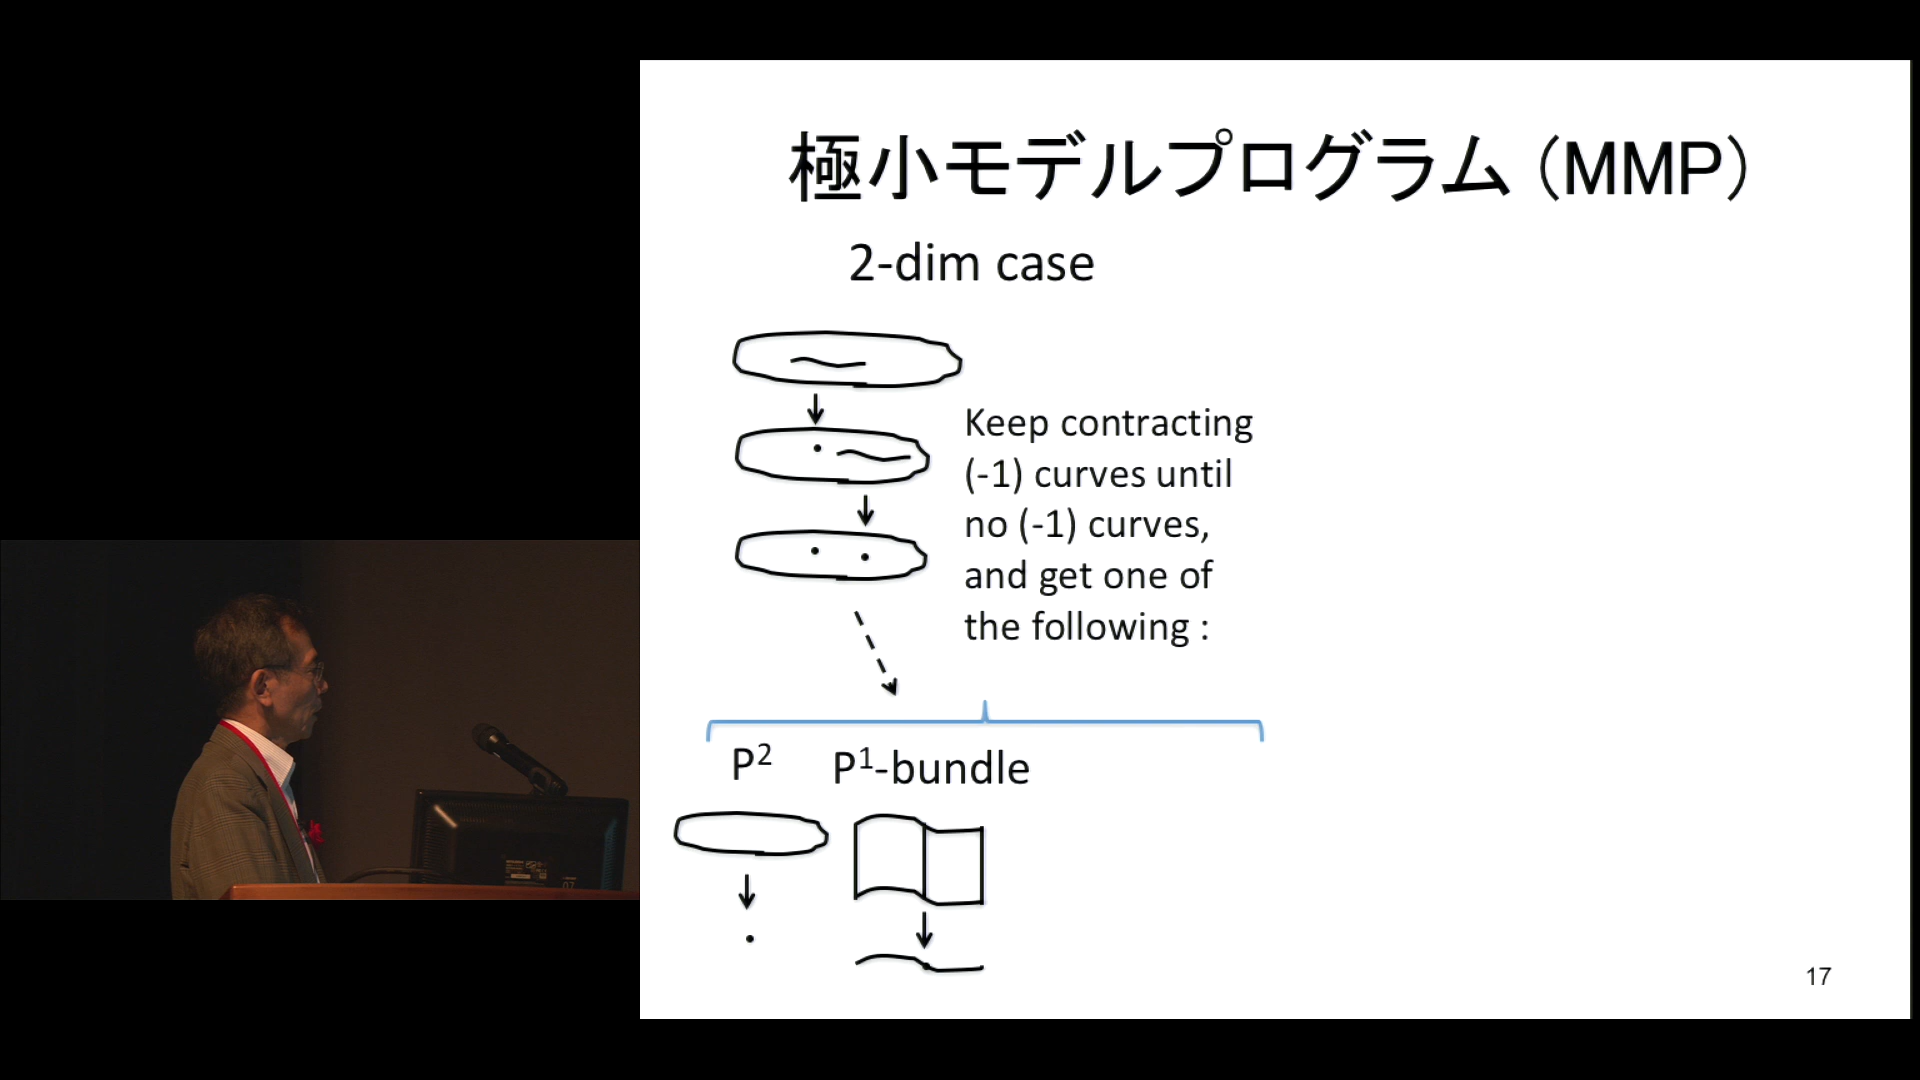 極小モデルプログラム（MMP）
2-dim case
Keep contracting
(-1) curves until
no (-1) curves,
and get one of
the following :
P² P¹-bundle
17